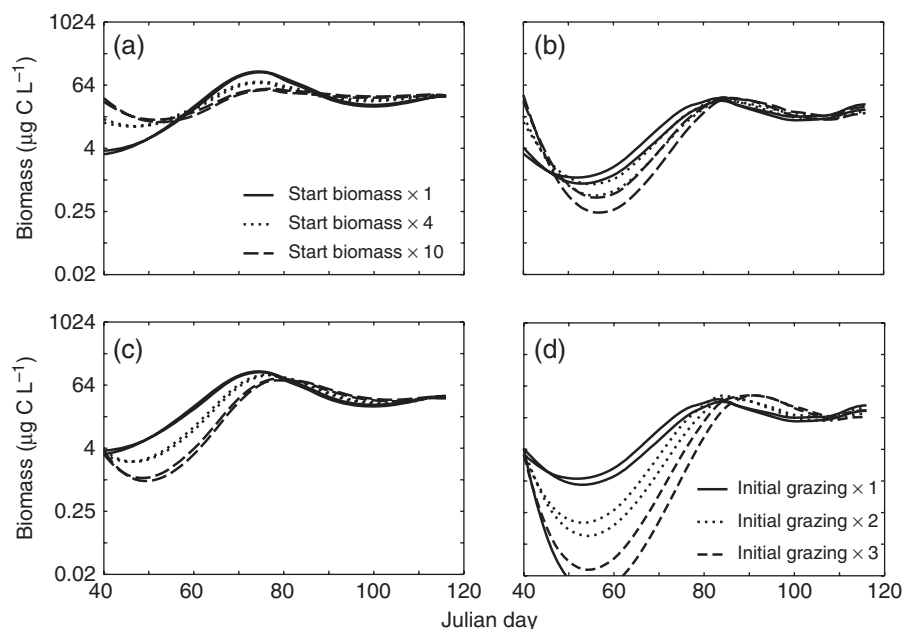 (a)
(b)
1024
64
4
0.25
0.02
Biomass (µg C L⁻¹)
Start biomass × 1
Start biomass × 4
Start biomass × 10
(c)
(d)
1024
64
4
0.25
0.02
Biomass (µg C L⁻¹)
Initial grazing × 1
Initial grazing × 2
Initial grazing × 3
40 60 80 100 120
40 60 80 100 120
Julian day